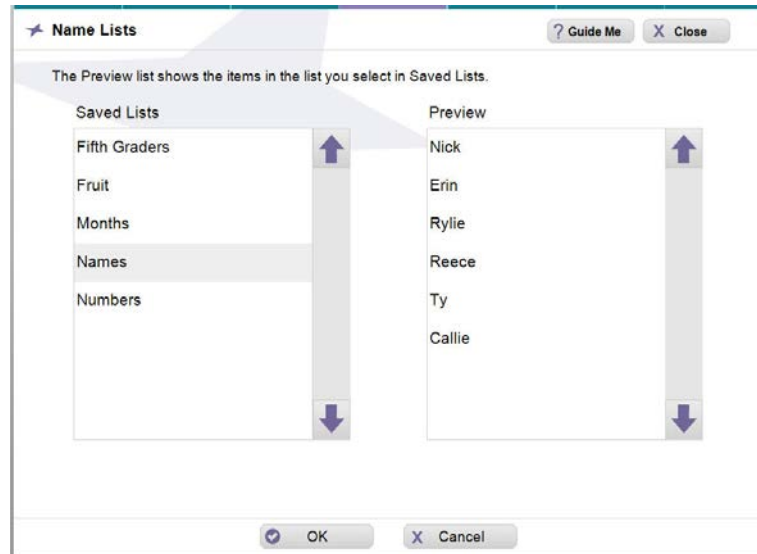 Name Lists
? Guide Me
X Close
The Preview list shows the items in the list you select in Saved Lists.
Saved Lists
Fifth Graders
Fruit
Months
Names
Numbers
Preview
Nick
Erin
Rylie
Reece
Ty
Callie
OK
X Cancel